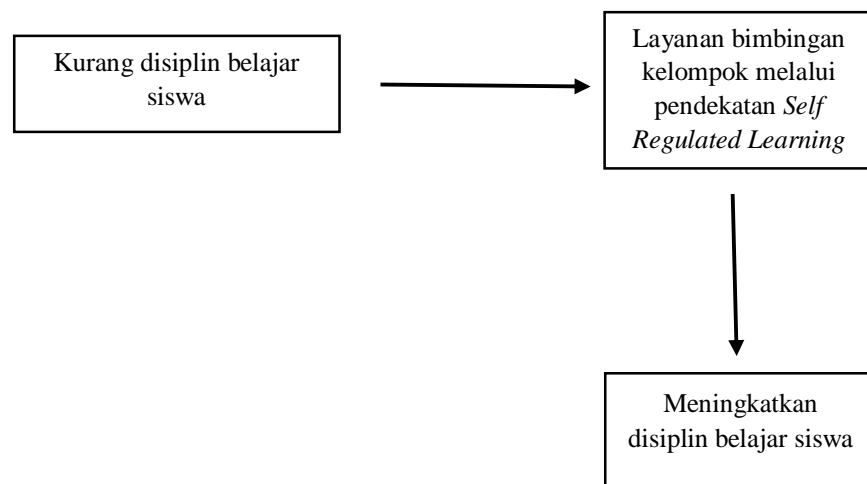 Kurang disiplin belajar
siswa
Layanan bimbingan
kelompok melalui
pendekatan Self
Regulated Learning
Meningkatkan
disiplin belajar siswa